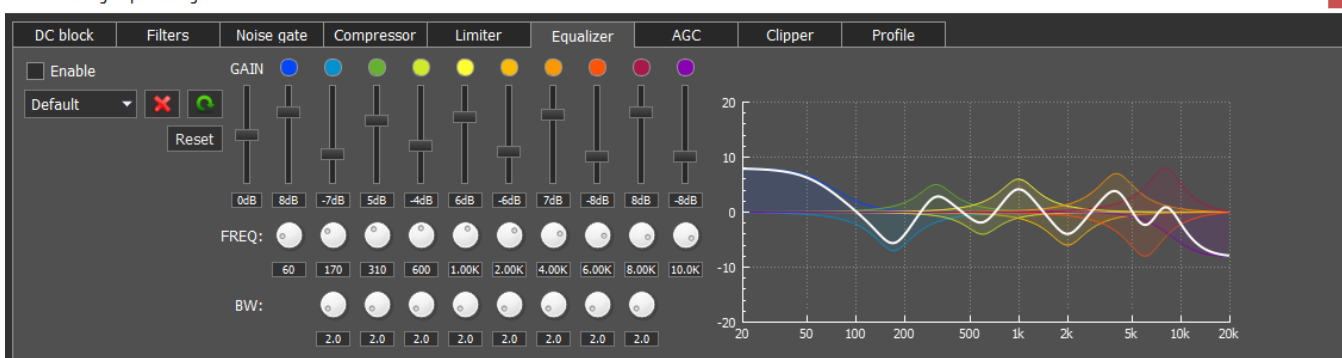 DC block Filters Noise gate Compressor Limiter Equalizer AGC Clipper Profile
Enable
GAIN
Default
Reset
0dB 8dB -7dB 5dB -4dB 6dB -6dB 7dB -8dB 8dB -8dB
FREQ:
60 170 310 600 1.00K 2.00K 4.00K 6.00K 8.00K 10.0K
BW:
2.0 2.0 2.0 2.0 2.0 2.0 2.0 2.0
20
10
0
-10
-20
20 50 100 200 500 1k 2k 5k 10k 20k